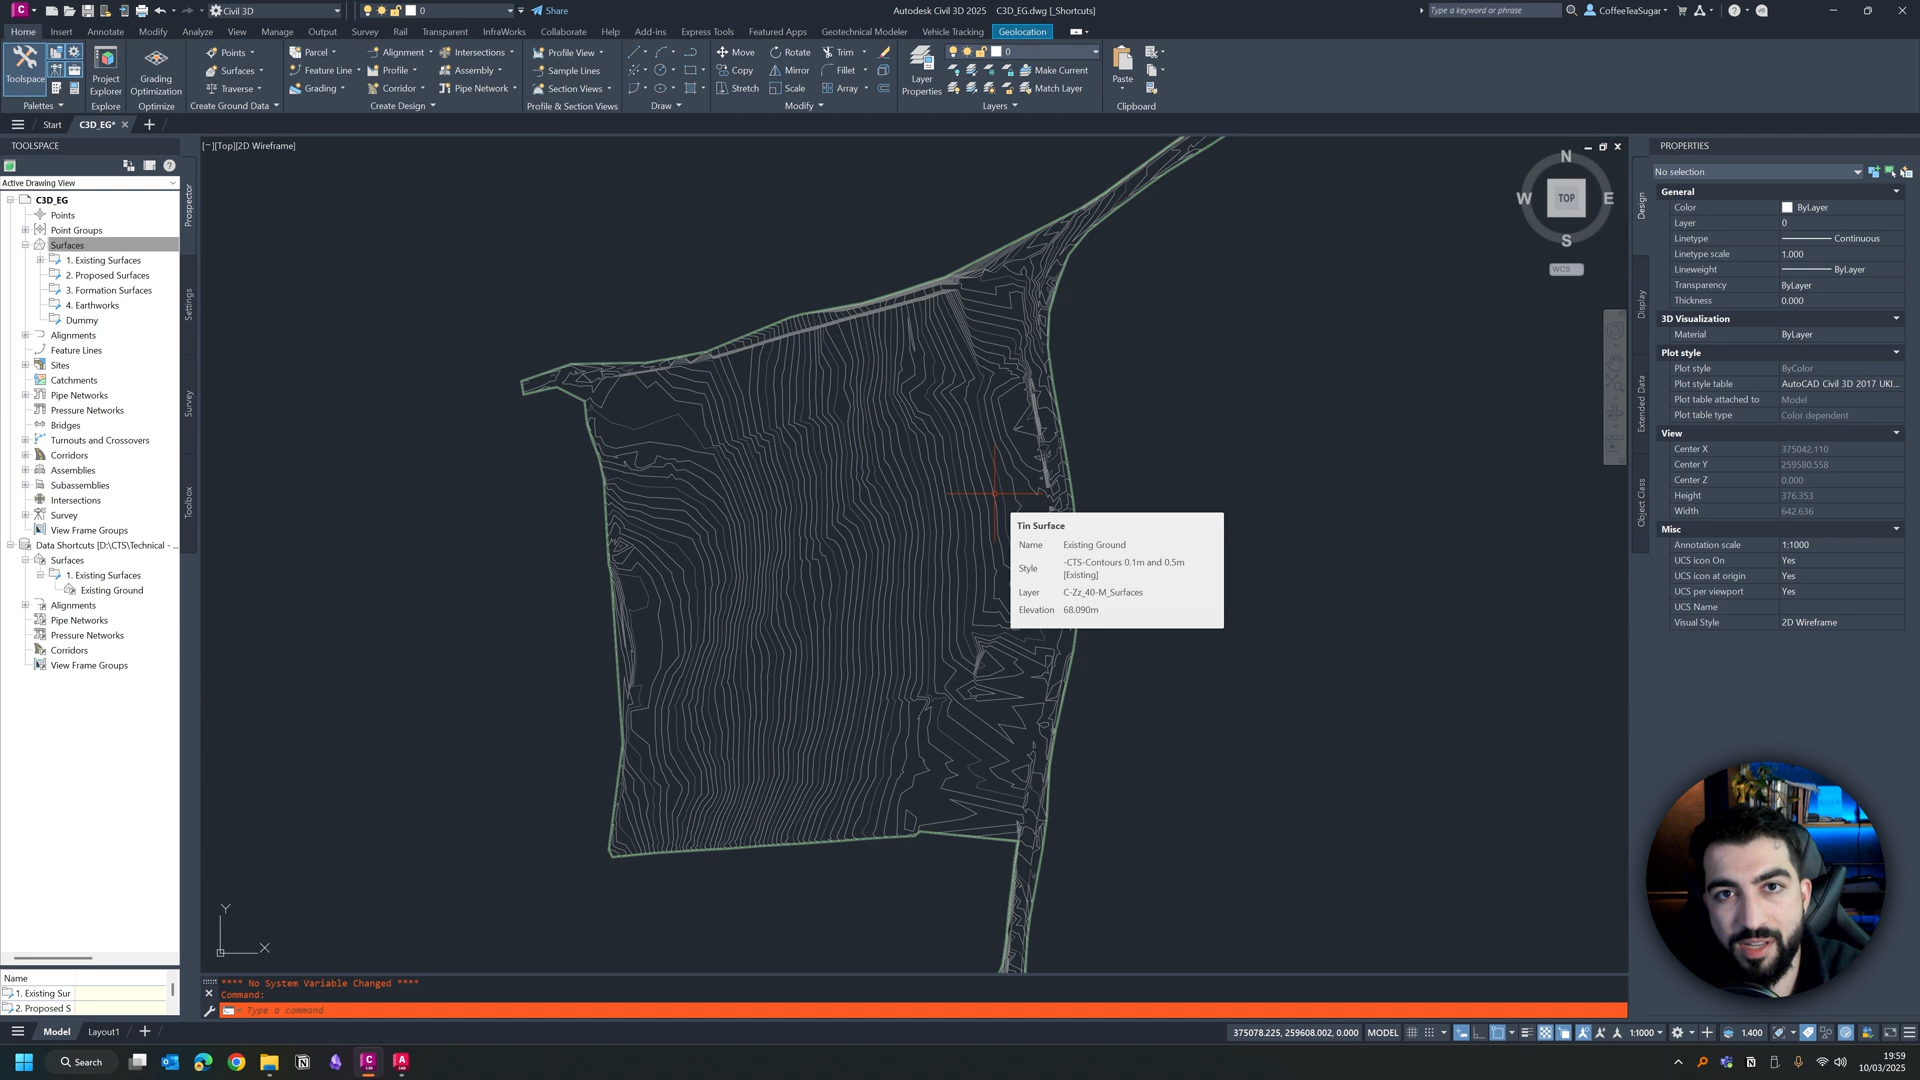 Civil 3D
0
Share
Autodesk Civil 3D 2025
C3D_EG.dwg [_Shortcuts]
Type a keyword or phrase
CoffeeTeaSugar
Home
Insert
Annotate
Modify
Analyze
View
Manage
Output
Survey
Rail
Transparent
InfraWorks
Collaborate
Help
Add-ins
Express Tools
Featured Apps
Geotechnical Modeler
Vehicle Tracking
Geolocation
Toolspace
Palettes
Project
Explorer
Explore
Grading
Optimization
Optimize
Points
Surfaces
Traverse
Create Ground Data
Parcel
Feature Line
Grading
Alignment
Profile
Corridor
Intersections
Assembly
Pipe Network
Create Design
Profile View
Sample Lines
Section Views
Profile & Section Views
Draw
Move
Copy
Stretch
Rotate
Mirror
Scale
Trim
Fillet
Array
Modify
Layer
Properties
0
Make Current
Match Layer
Layers
Paste
Clipboard
Start
C3D_EG*
TOOLSPACE
Active Drawing View
C3D_EG
Points
Point Groups
Surfaces
1. Existing Surfaces
2. Proposed Surfaces
3. Formation Surfaces
4. Earthworks
Dummy
Alignments
Feature Lines
Sites
Catchments
Pipe Networks
Pressure Networks
Bridges
Turnouts and Crossovers
Corridors
Assemblies
Subassemblies
Intersections
Survey
View Frame Groups
Data Shortcuts [D:\CTS\Technical - ...
Surfaces
1. Existing Surfaces
Existing Ground
Alignments
Pipe Networks
Pressure Networks
Corridors
View Frame Groups
Name
1. Existing Sur
2. Proposed S
Prospector
Settings
Survey
Toolbox
[−][Top][2D Wireframe]
N
W
TOP
E
S
WCS
Tin Surface
Name Existing Ground
Style -CTS-Contours 0.1m and 0.5m
[Existing]
Layer C-Zz_40-M_Surfaces
Elevation 68.090m
Y
X
**** No System Variable Changed ****
Command:
Type a command
PROPERTIES
No selection
General
Color ByLayer
Layer 0
Linetype Continuous
Linetype scale 1.000
Lineweight ByLayer
Transparency ByLayer
Thickness 0.000
3D Visualization
Material ByLayer
Plot style
Plot style ByColor
Plot style table AutoCAD Civil 3D 2017 UKI...
Plot table attached to Model
Plot table type Color dependent
View
Center X 375042.110
Center Y 259580.558
Center Z 0.000
Height 376.353
Width 642.636
Misc
Annotation scale 1:1000
UCS icon On Yes
UCS icon at origin Yes
UCS per viewport Yes
UCS Name
Visual Style 2D Wireframe
Design
Display
Extended Data
Object Class
Model
Layout1
375078.225, 259608.002, 0.000
MODEL
1:1000
1.400
Search
19:59
10/03/2025